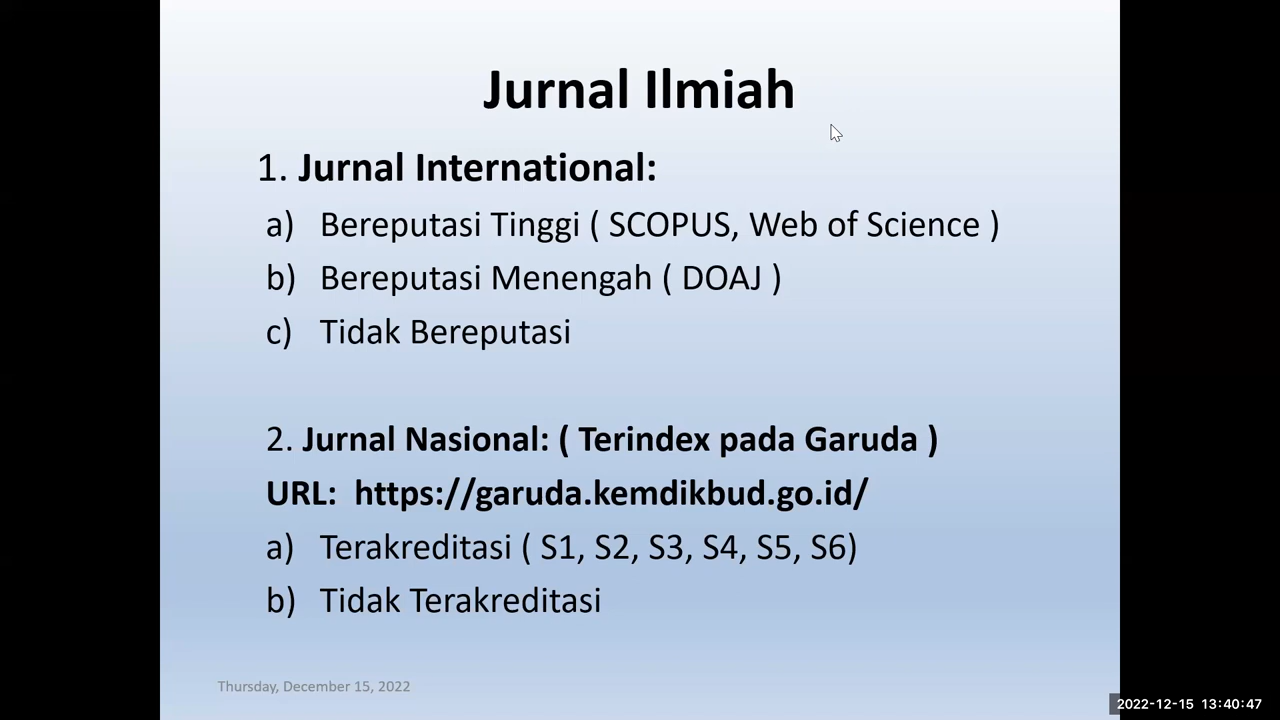 Jurnal Ilmiah
1. Jurnal International:
a) Bereputasi Tinggi ( SCOPUS, Web of Science )
b) Bereputasi Menengah ( DOAJ )
c) Tidak Bereputasi
2. Jurnal Nasional: ( Terindex pada Garuda )
URL: https://garuda.kemdikbud.go.id/
a) Terakreditasi ( S1, S2, S3, S4, S5, S6)
b) Tidak Terakreditasi
Thursday, December 15, 2022
2022-12-15 13:40:47